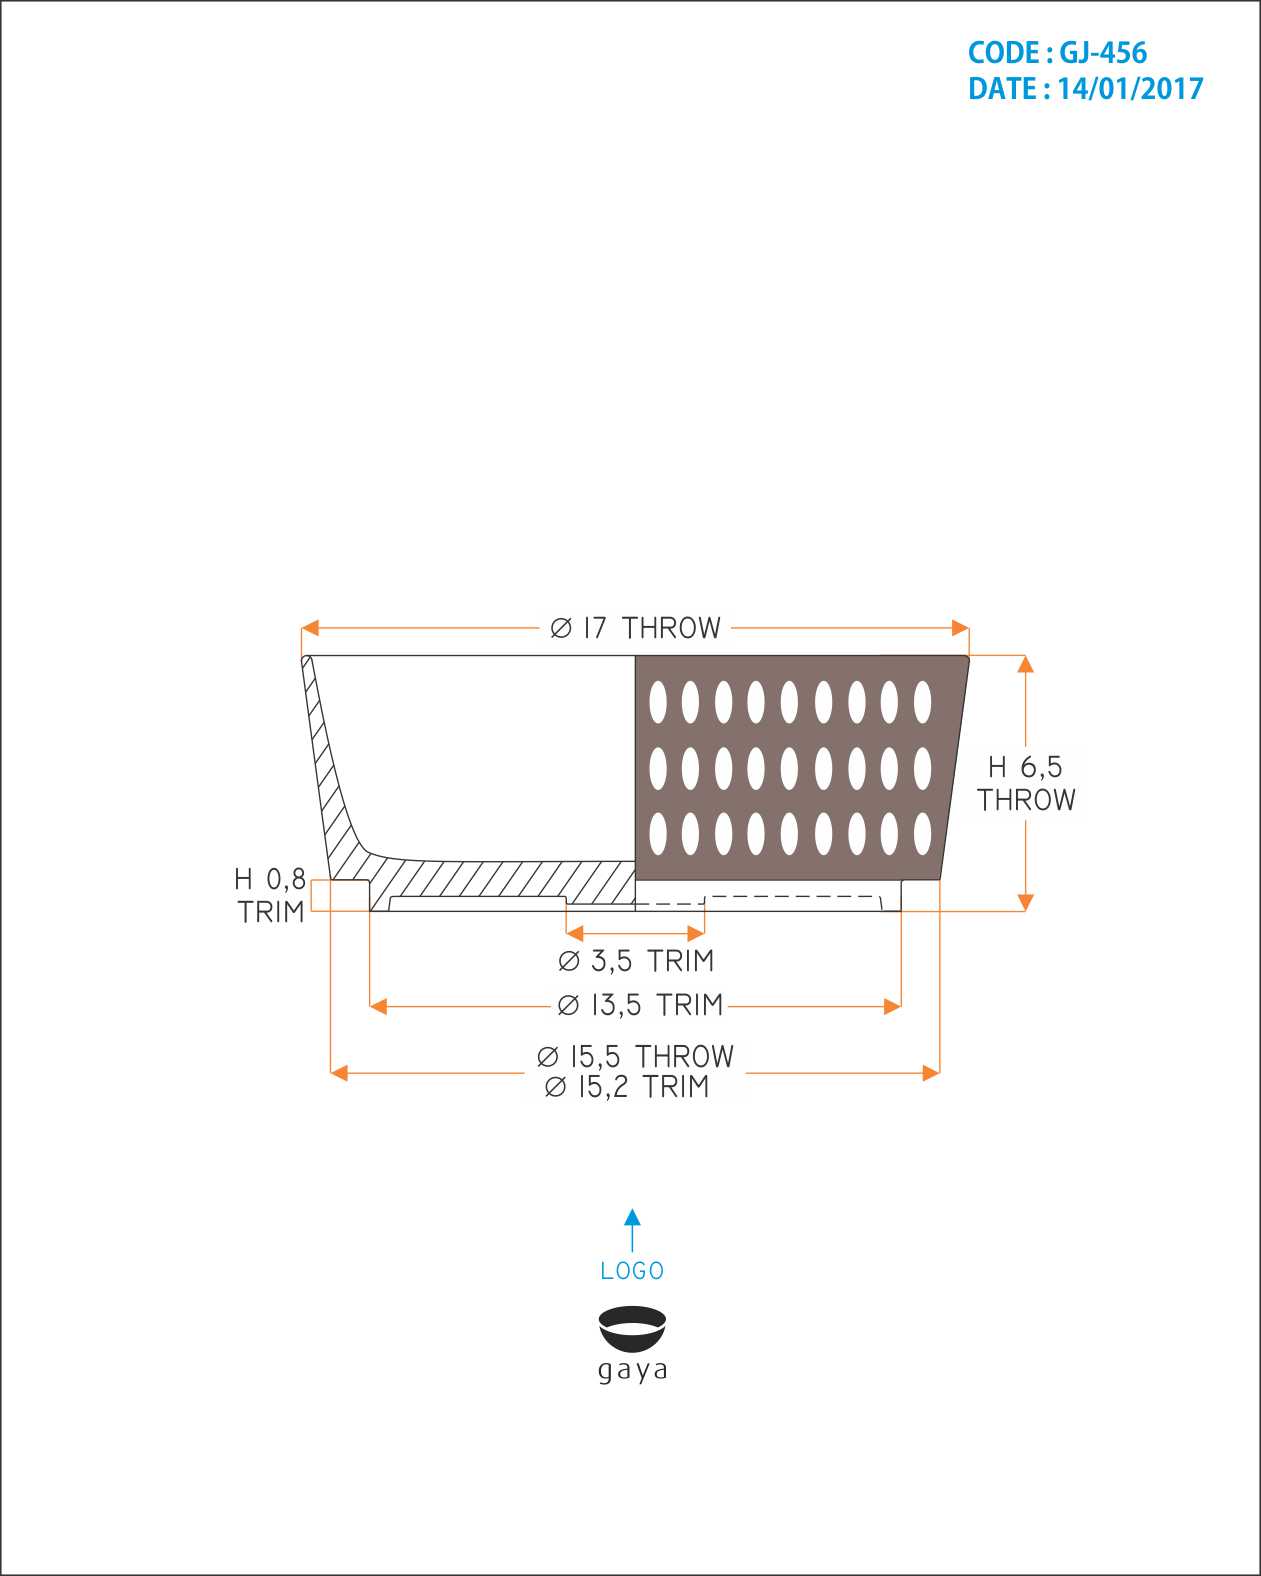 CODE : GJ-456
DATE : 14/01/2017
Ø 17 THROW
H 6,5
THROW
H 0,8
TRIM
Ø 3,5 TRIM
Ø 13,5 TRIM
Ø 15,5 THROW
Ø 15,2 TRIM
LOGO
gaya